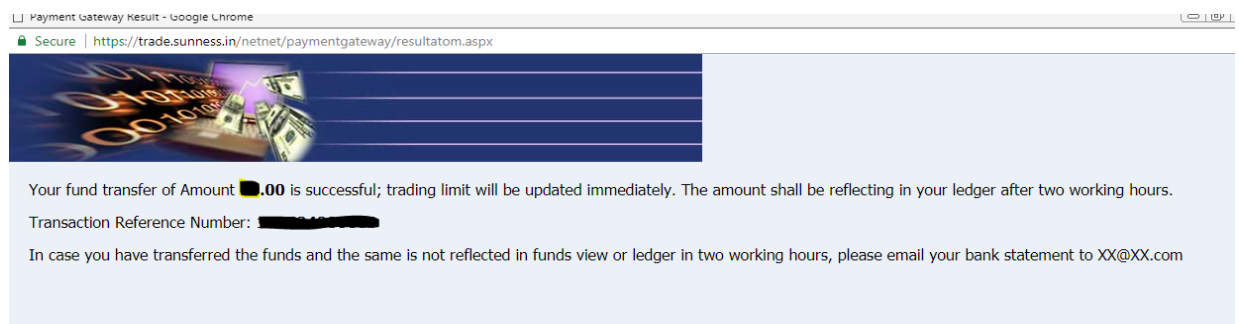 Payment Gateway Result - Google Chrome
Secure | https://trade.sunness.in/netnet/paymentgateway/resultatom.aspx
Your fund transfer of Amount .00 is successful; trading limit will be updated immediately. The amount shall be reflecting in your ledger after two working hours.
Transaction Reference Number:
In case you have transferred the funds and the same is not reflected in funds view or ledger in two working hours, please email your bank statement to XX@XX.com